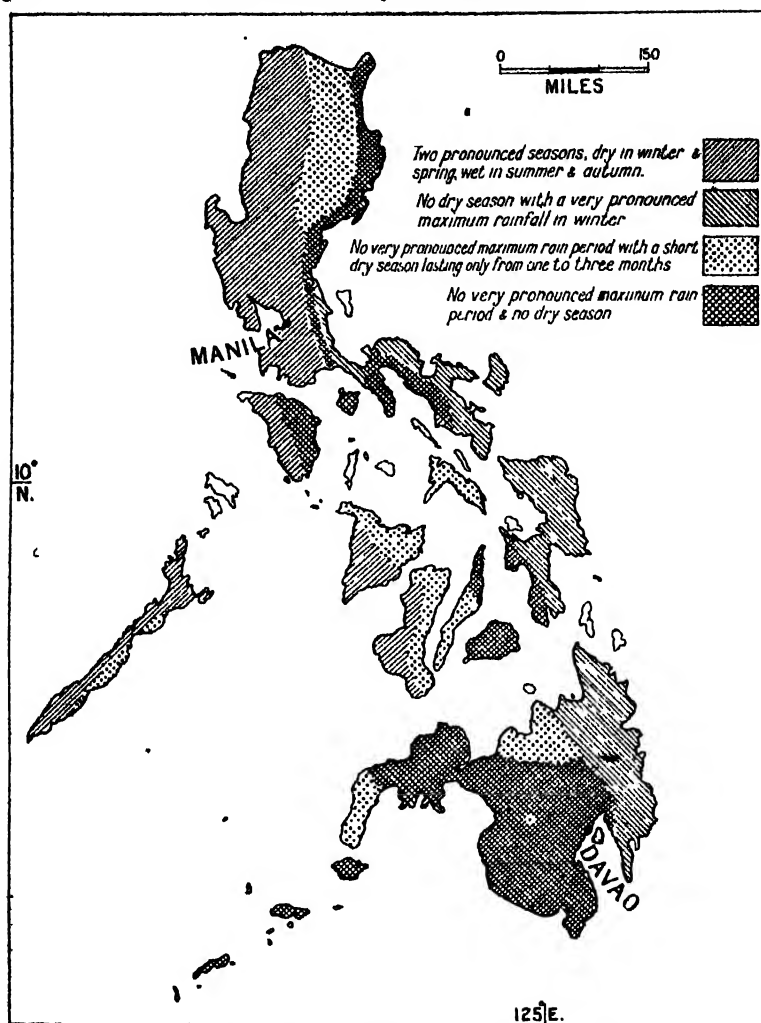 0 150
MILES
Two pronounced seasons, dry in winter &
spring, wet in summer & autumn.
No dry season with a very pronounced
maximum rainfall in winter
No very pronounced maximum rain period with a short
dry season lasting only from one to three months
No very pronounced maximum rain
period & no dry season
MANILA
10°
N.
DAVAO
125°E.